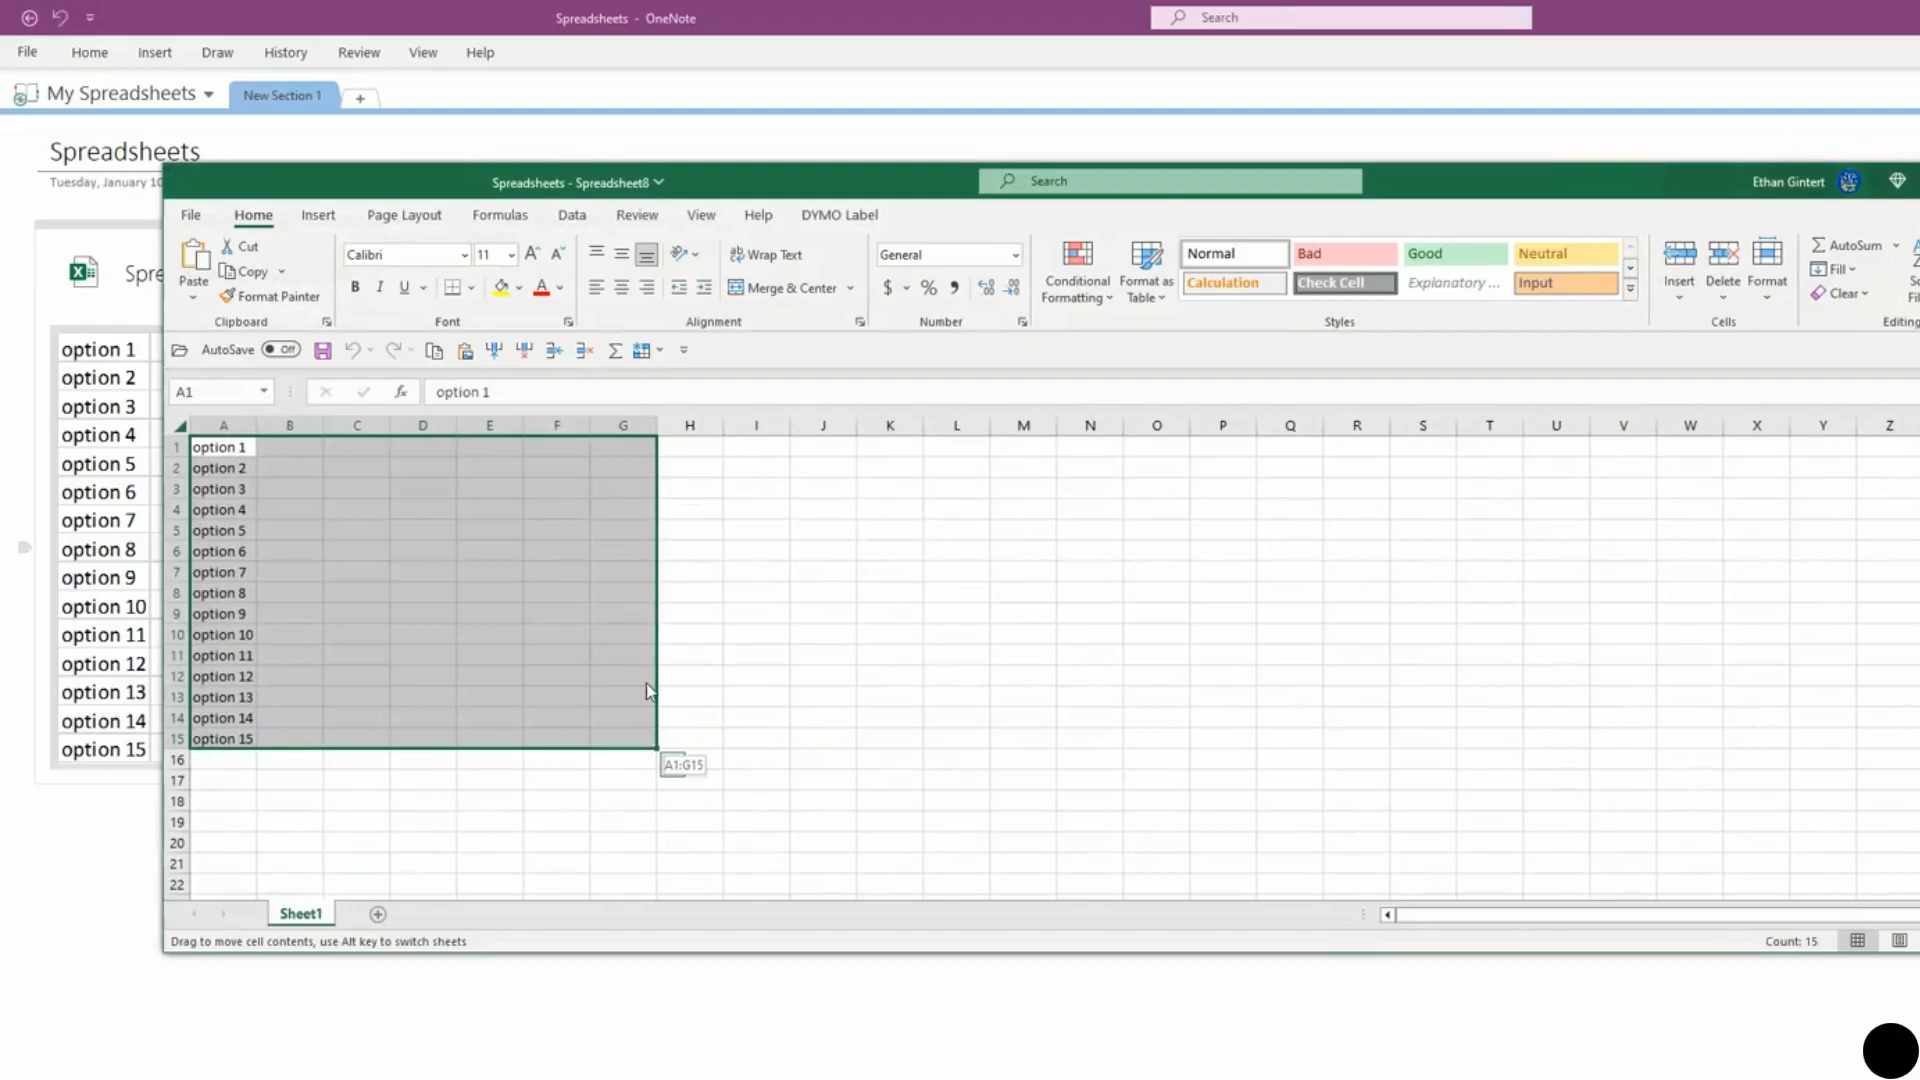 Spreadsheets - OneNote
Search
File Home Insert Draw History Review View Help
My Spreadsheets New Section 1
Spreadsheets
Tuesday, January 10
Spreadsheets - Spreadsheet8
Search
Ethan Gintert
File Home Insert Page Layout Formulas Data Review View Help DYMO Label
Spre
Paste
Cut
Copy
Format Painter
Clipboard
Calibri 11
B I U
Font
Wrap Text
Merge & Center
Alignment
General
$ %
Number
Conditional Formatting
Format as Table
Normal Bad Good Neutral
Calculation Check Cell Explanatory ... Input
Styles
Insert Delete Format
Cells
AutoSum
Fill
Clear
Editing
AutoSave Off
A1 fx option 1
A B C D E F G H I J K L M N O P Q R S T U V W X Y Z
option 1
option 2
option 3
option 4
option 5
option 6
option 7
option 8
option 9
option 10
option 11
option 12
option 13
option 14
option 15
1 option 1
2 option 2
3 option 3
4 option 4
5 option 5
6 option 6
7 option 7
8 option 8
9 option 9
10 option 10
11 option 11
12 option 12
13 option 13
14 option 14
15 option 15
16
A1:G15
17
18
19
20
21
22
Sheet1
Drag to move cell contents, use Alt key to switch sheets
Count: 15